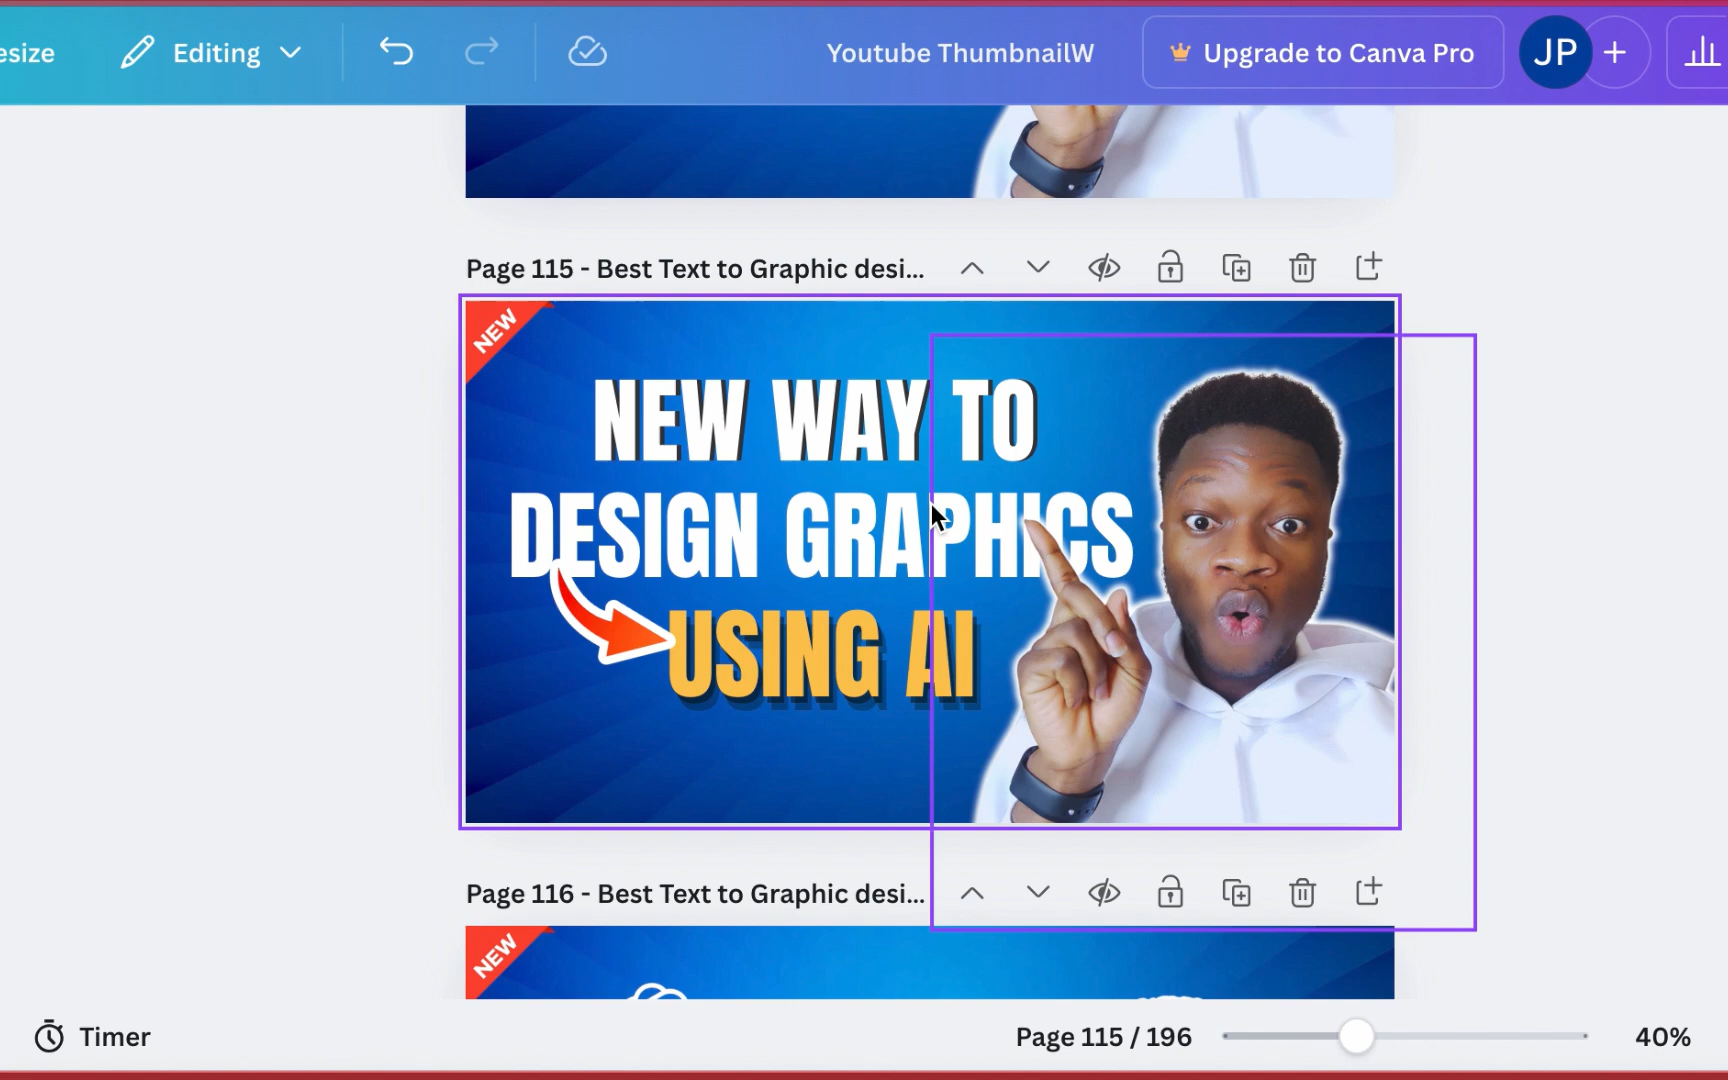 esize
Editing
Youtube ThumbnailW
Upgrade to Canva Pro
JP
Page 115 - Best Text to Graphic desi...
NEW
NEW WAY TO
DESIGN GRAPHICS
USING AI
Page 116 - Best Text to Graphic desi...
NEW
Timer
Page 115 / 196
40%